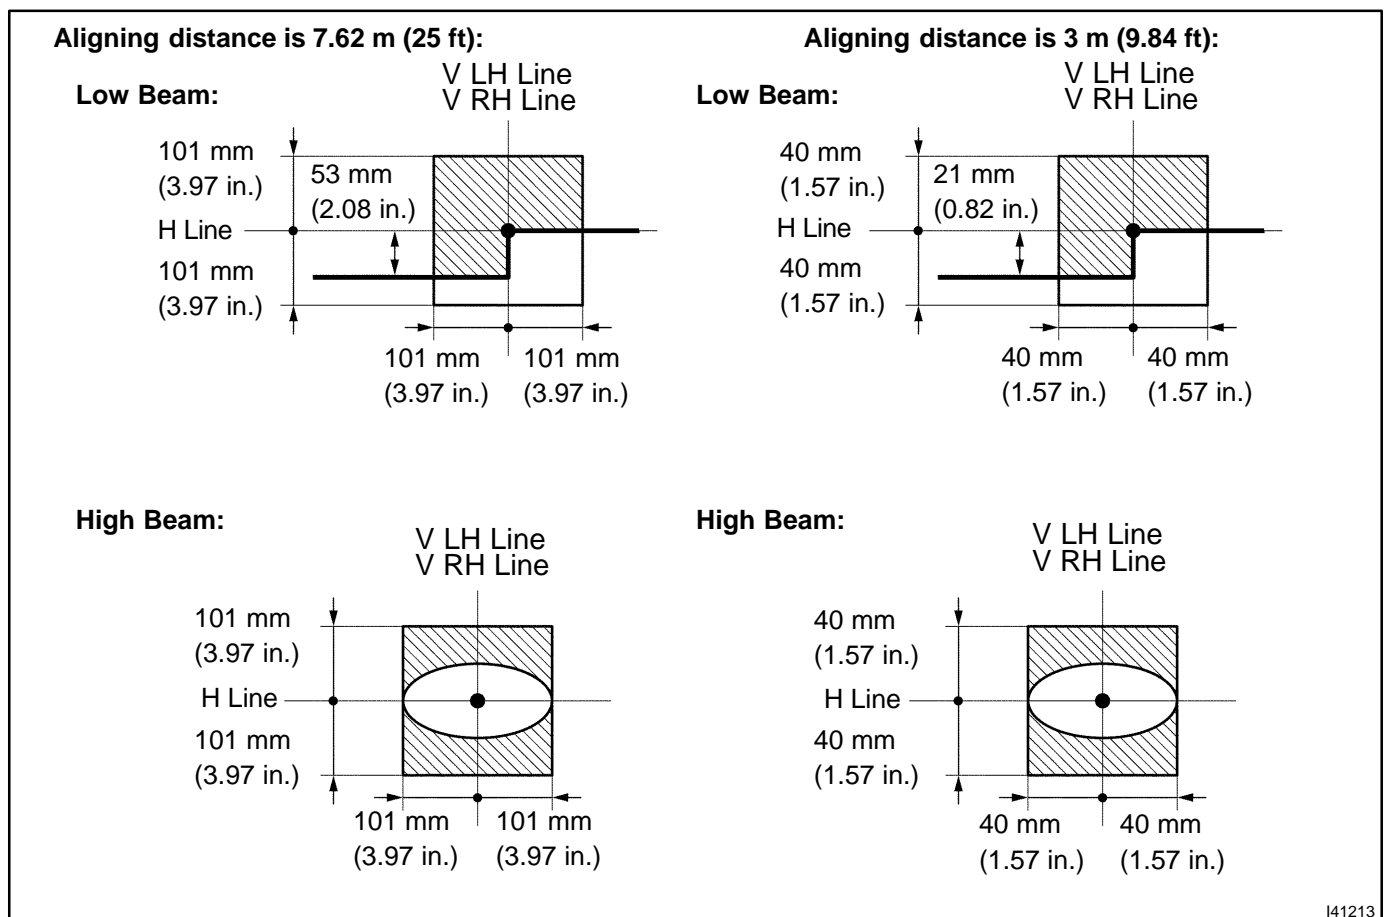 Aligning distance is 7.62 m (25 ft):
Low Beam:
V LH Line
V RH Line
101 mm
(3.97 in.)
53 mm
(2.08 in.)
H Line
101 mm
(3.97 in.)
101 mm
(3.97 in.)
101 mm
(3.97 in.)
Aligning distance is 3 m (9.84 ft):
Low Beam:
V LH Line
V RH Line
40 mm
(1.57 in.)
21 mm
(0.82 in.)
H Line
40 mm
(1.57 in.)
40 mm
(1.57 in.)
40 mm
(1.57 in.)
High Beam:
V LH Line
V RH Line
101 mm
(3.97 in.)
H Line
101 mm
(3.97 in.)
101 mm
(3.97 in.)
101 mm
(3.97 in.)
High Beam:
V LH Line
V RH Line
40 mm
(1.57 in.)
H Line
40 mm
(1.57 in.)
40 mm
(1.57 in.)
40 mm
(1.57 in.)
I41213